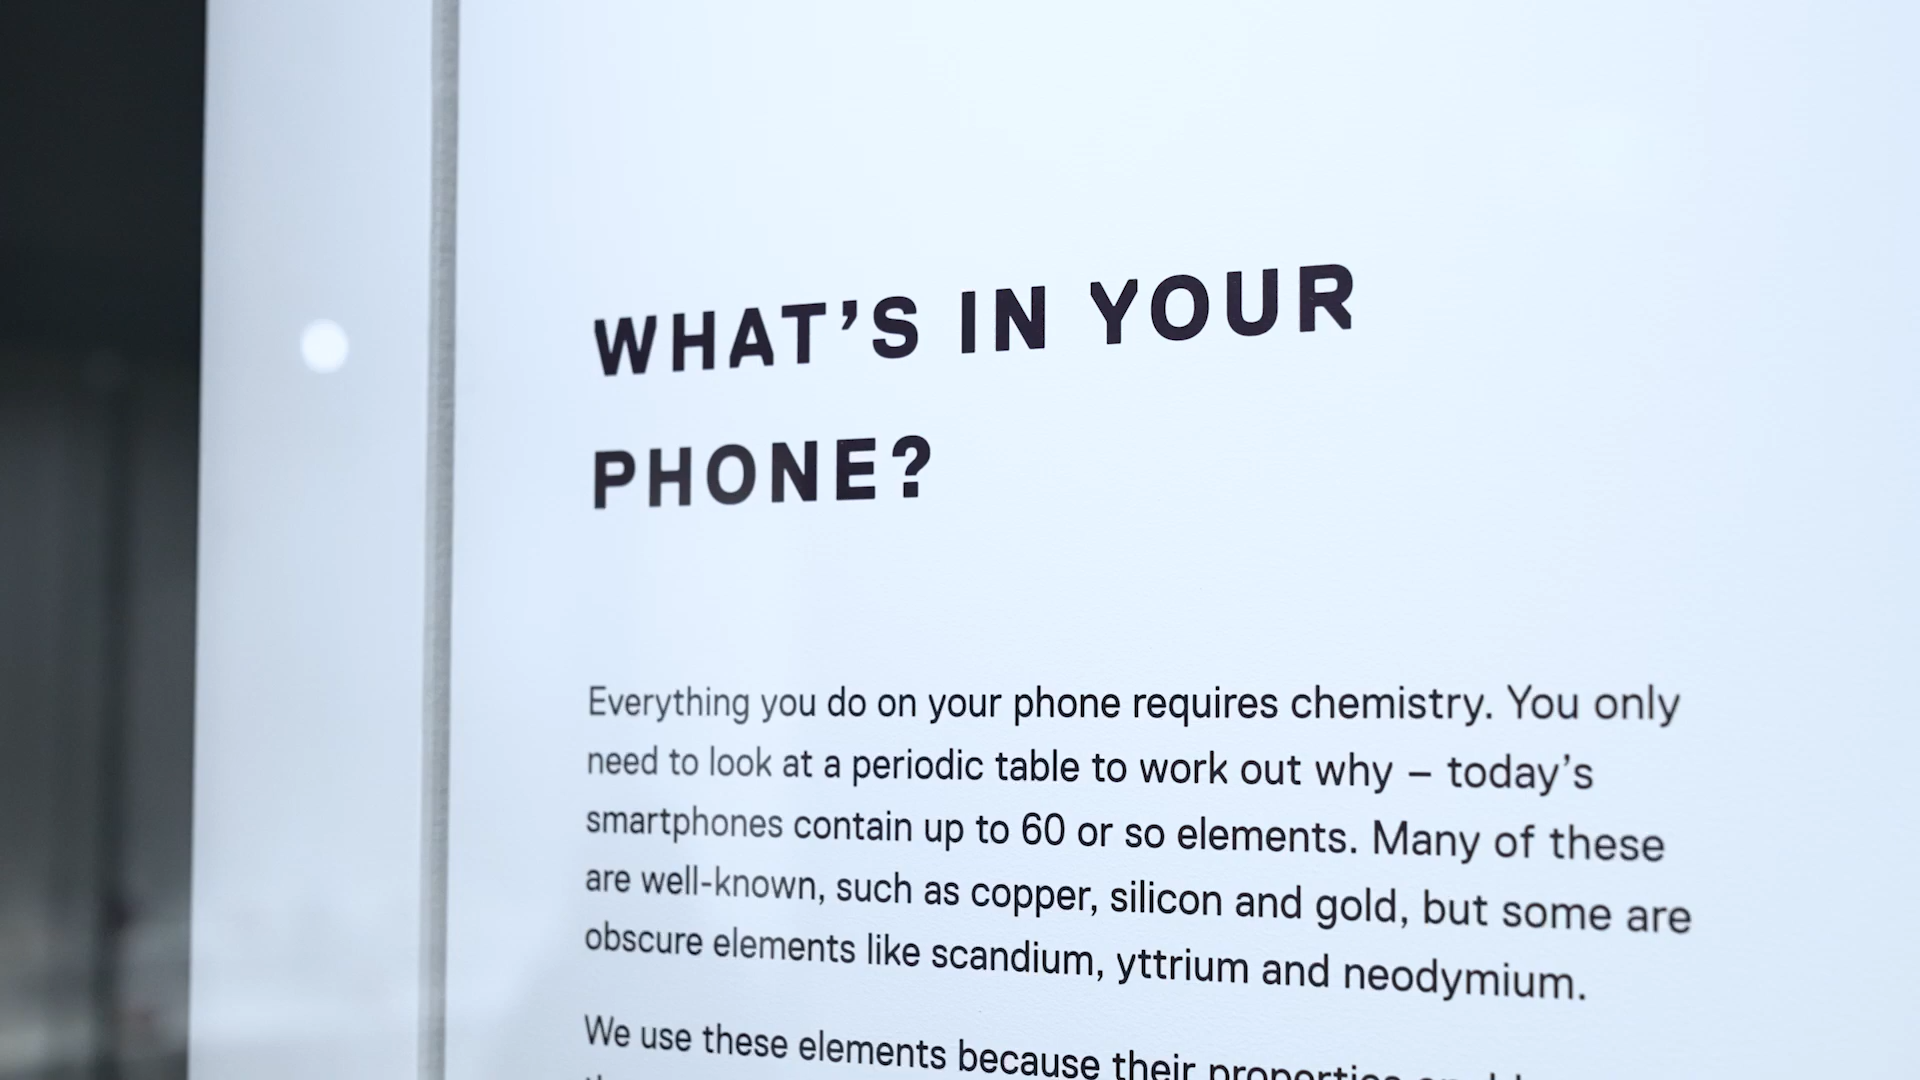 WHAT'S IN YOUR
PHONE?
Everything you do on your phone requires chemistry. You only
need to look at a periodic table to work out why – today's
smartphones contain up to 60 or so elements. Many of these
are well-known, such as copper, silicon and gold, but some are
obscure elements like scandium, yttrium and neodymium.
We use these elements because their properties